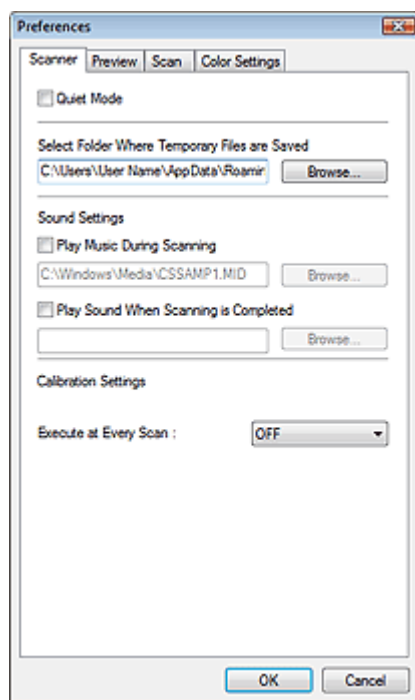 Preferences
Scanner Preview Scan Color Settings
Quiet Mode
Select Folder Where Temporary Files are Saved
C:\Users\User Name\AppData\Roamir Browse...
Sound Settings
Play Music During Scanning
C:\Windows\Media\CSSAMP1.MID Browse...
Play Sound When Scanning is Completed
Browse...
Calibration Settings
Execute at Every Scan : OFF
OK Cancel